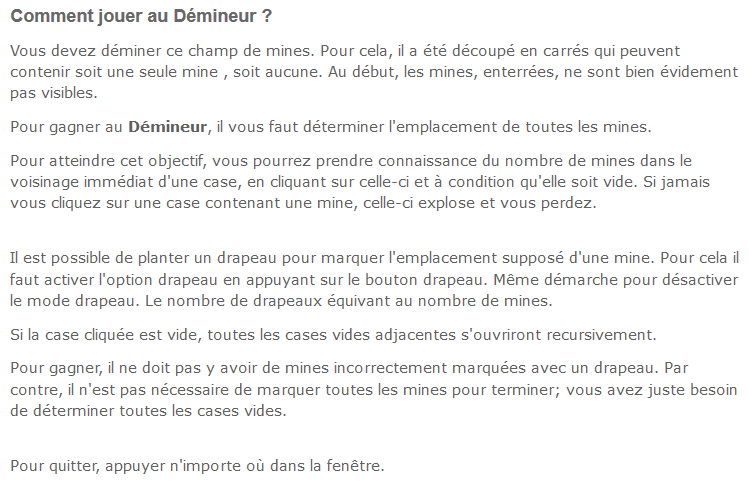 Comment jouer au Démineur ?
Vous devez déminer ce champ de mines. Pour cela, il a été découpé en carrés qui peuvent
contenir soit une seule mine , soit aucune. Au début, les mines, enterrées, ne sont bien évidement
pas visibles.
Pour gagner au Démineur, il vous faut déterminer l'emplacement de toutes les mines.
Pour atteindre cet objectif, vous pourrez prendre connaissance du nombre de mines dans le
voisinage immédiat d'une case, en cliquant sur celle-ci et à condition qu'elle soit vide. Si jamais
vous cliquez sur une case contenant une mine, celle-ci explose et vous perdez.
Il est possible de planter un drapeau pour marquer l'emplacement supposé d'une mine. Pour cela il
faut activer l'option drapeau en appuyant sur le bouton drapeau. Même démarche pour désactiver
le mode drapeau. Le nombre de drapeaux équivant au nombre de mines.
Si la case cliquée est vide, toutes les cases vides adjacentes s'ouvriront recursivement.
Pour gagner, il ne doit pas y avoir de mines incorrectement marquées avec un drapeau. Par
contre, il n'est pas nécessaire de marquer toutes les mines pour terminer; vous avez juste besoin
de déterminer toutes les cases vides.
Pour quitter, appuyer n'importe où dans la fenêtre.